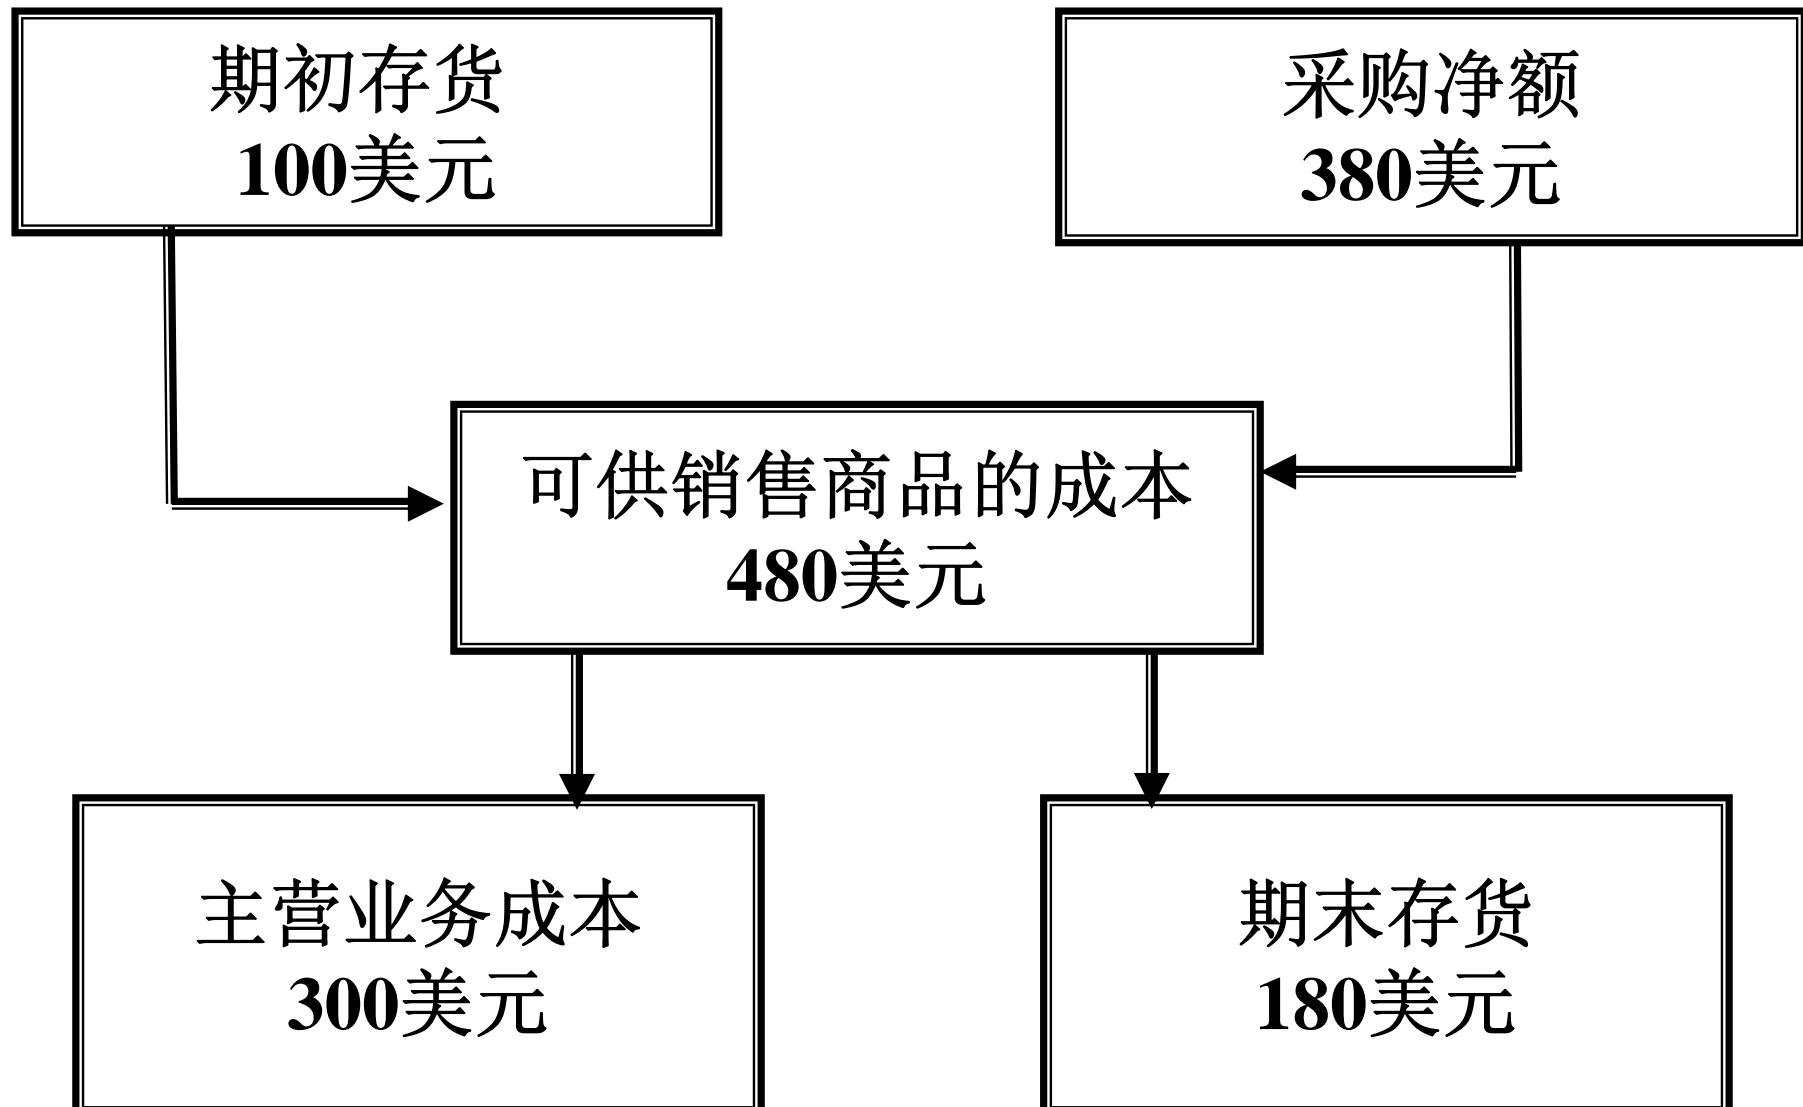 期初存货
100美元
采购净额
380美元
可供销售商品的成本
480美元
主营业务成本
300美元
期末存货
180美元